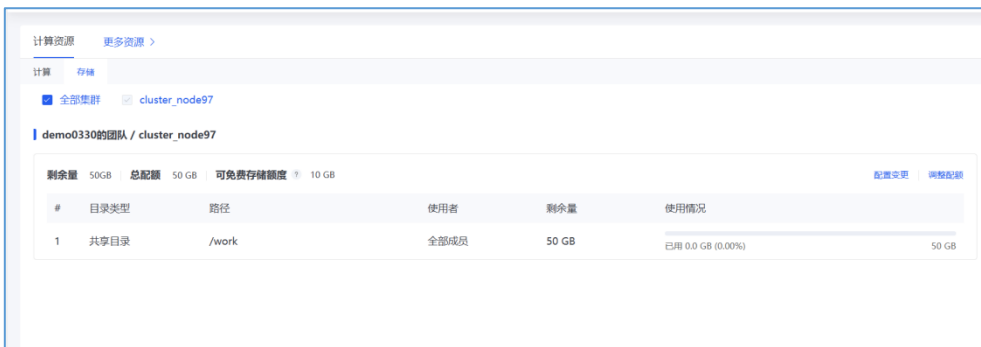 计算资源 更多资源 >
计算 存储
全部集群 cluster_node97
demo0330的团队 / cluster_node97
剩余量 50GB 总配额 50 GB 可免费存储额度 ? 10 GB 配置变更 调整配额
# 目录类型 路径 使用者 剩余量 使用情况
1 共享目录 /work 全部成员 50 GB 已用 0.0 GB (0.00%) 50 GB